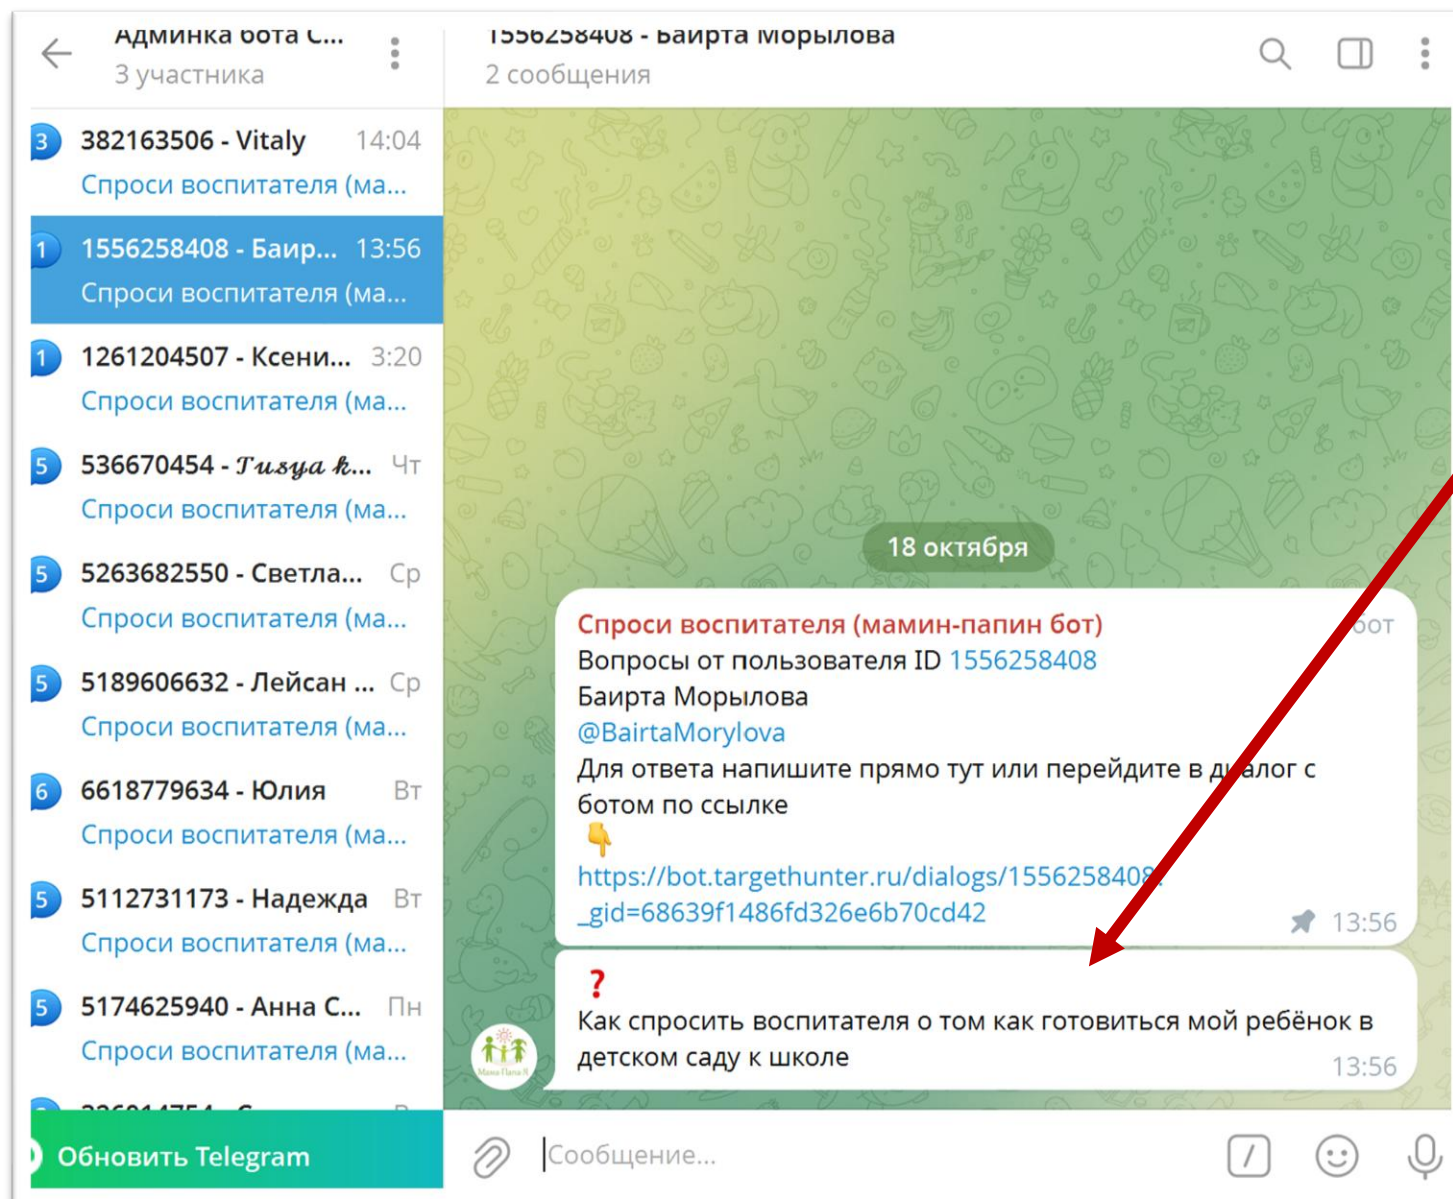 Админка бота С...
3 участника
3 382163506 - Vitaly 14:04
Спроси воспитателя (ма...
1 1556258408 - Баир... 13:56
Спроси воспитателя (ма...
1 1261204507 - Ксени... 3:20
Спроси воспитателя (ма...
5 536670454 - Tusya k... Чт
Спроси воспитателя (ма...
5 5263682550 - Светла... Ср
Спроси воспитателя (ма...
5 5189606632 - Лейсан ... Ср
Спроси воспитателя (ма...
6 6618779634 - Юлия Вт
Спроси воспитателя (ма...
5 5112731173 - Надежда Вт
Спроси воспитателя (ма...
5 5174625940 - Анна С... Пн
Спроси воспитателя (ма...
Обновить Telegram
1556258408 - Баирта Морылова
2 сообщения
18 октября
Спроси воспитателя (мамин-папин бот) бот
Вопросы от пользователя ID 1556258408
Баирта Морылова
@BairtaMorylova
Для ответа напишите прямо тут или перейдите в диалог с
ботом по ссылке
https://bot.targethunter.ru/dialogs/1556258408?
_gid=68639f1486fd326e6b70cd42 13:56
❓
Как спросить воспитателя о том как готовиться мой ребёнок в
детском саду к школе 13:56
Мама Папа Я
Сообщение...